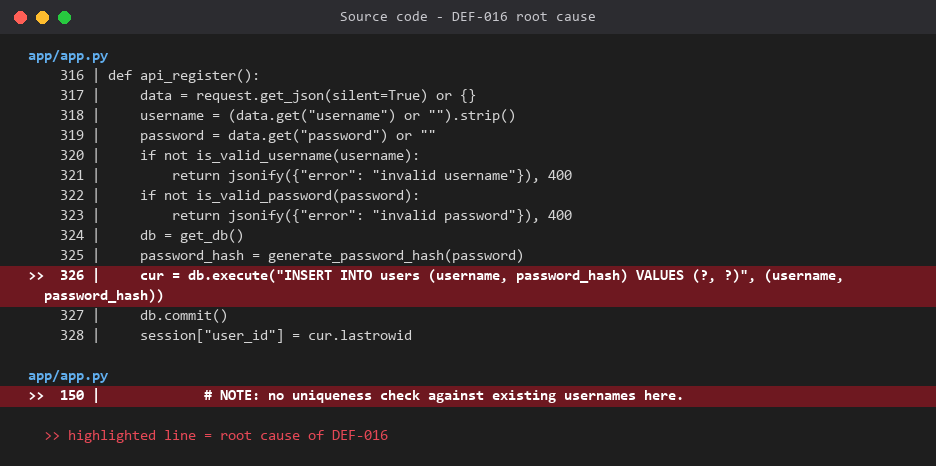 Source code - DEF-016 root cause
app/app.py
316 | def api_register():
317 |     data = request.get_json(silent=True) or {}
318 |     username = (data.get("username") or "").strip()
319 |     password = data.get("password") or ""
320 |     if not is_valid_username(username):
321 |         return jsonify({"error": "invalid username"}), 400
322 |     if not is_valid_password(password):
323 |         return jsonify({"error": "invalid password"}), 400
324 |     db = get_db()
325 |     password_hash = generate_password_hash(password)
>>  326 |     cur = db.execute("INSERT INTO users (username, password_hash) VALUES (?, ?)", (username,
password_hash))
327 |     db.commit()
328 |     session["user_id"] = cur.lastrowid
app/app.py
>>  150 |             # NOTE: no uniqueness check against existing usernames here.
>> highlighted line = root cause of DEF-016